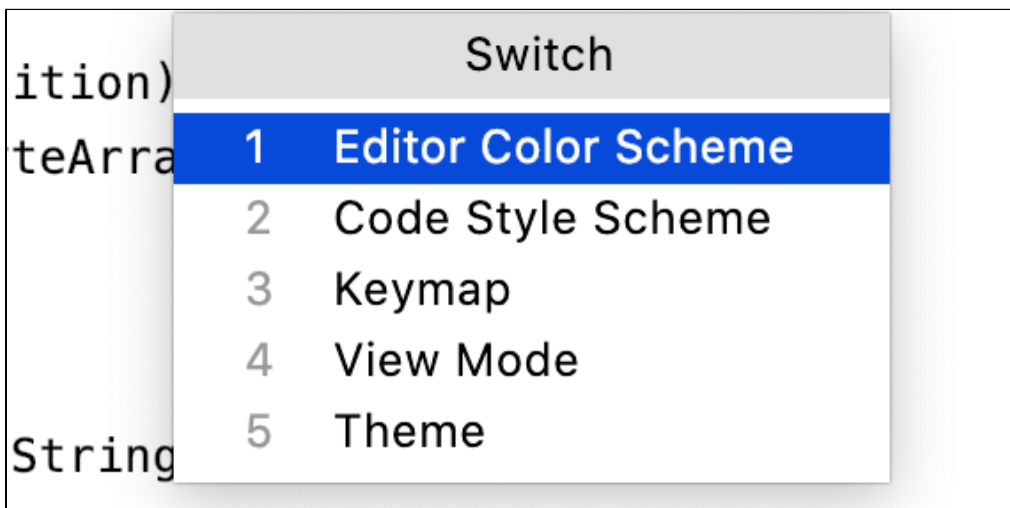 Switch
ition)
1 Editor Color Scheme
teArra
2 Code Style Scheme
3 Keymap
4 View Mode
5 Theme
String